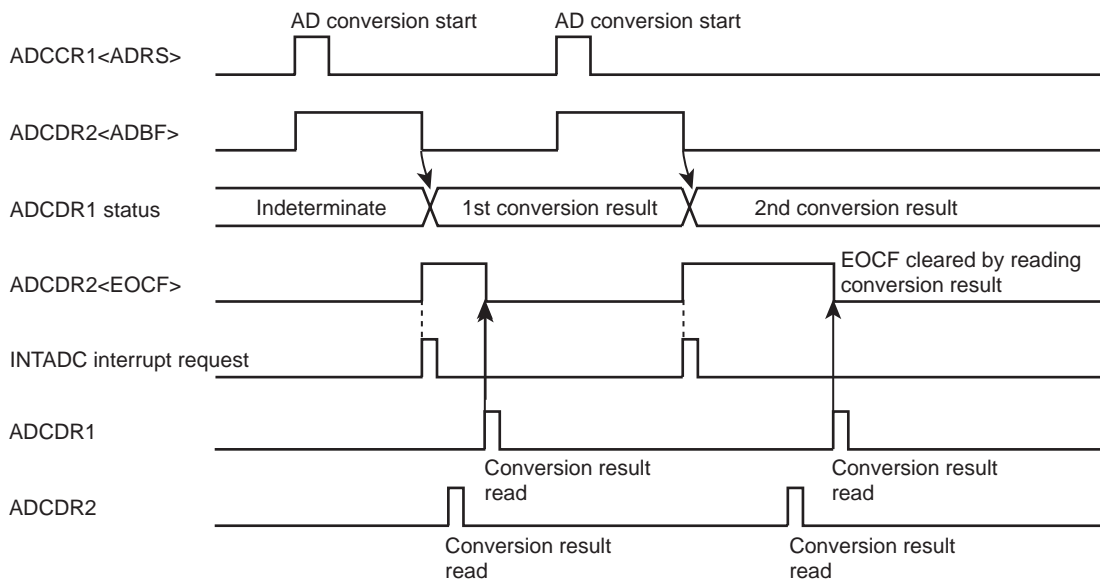 AD conversion start
AD conversion start
ADCCR1<ADRS>
ADCDR2<ADBF>
ADCDR1 status
Indeterminate
1st conversion result
2nd conversion result
ADCDR2<EOCF>
EOCF cleared by reading
conversion result
INTADC interrupt request
ADCDR1
Conversion result
read
Conversion result
read
ADCDR2
Conversion result
read
Conversion result
read